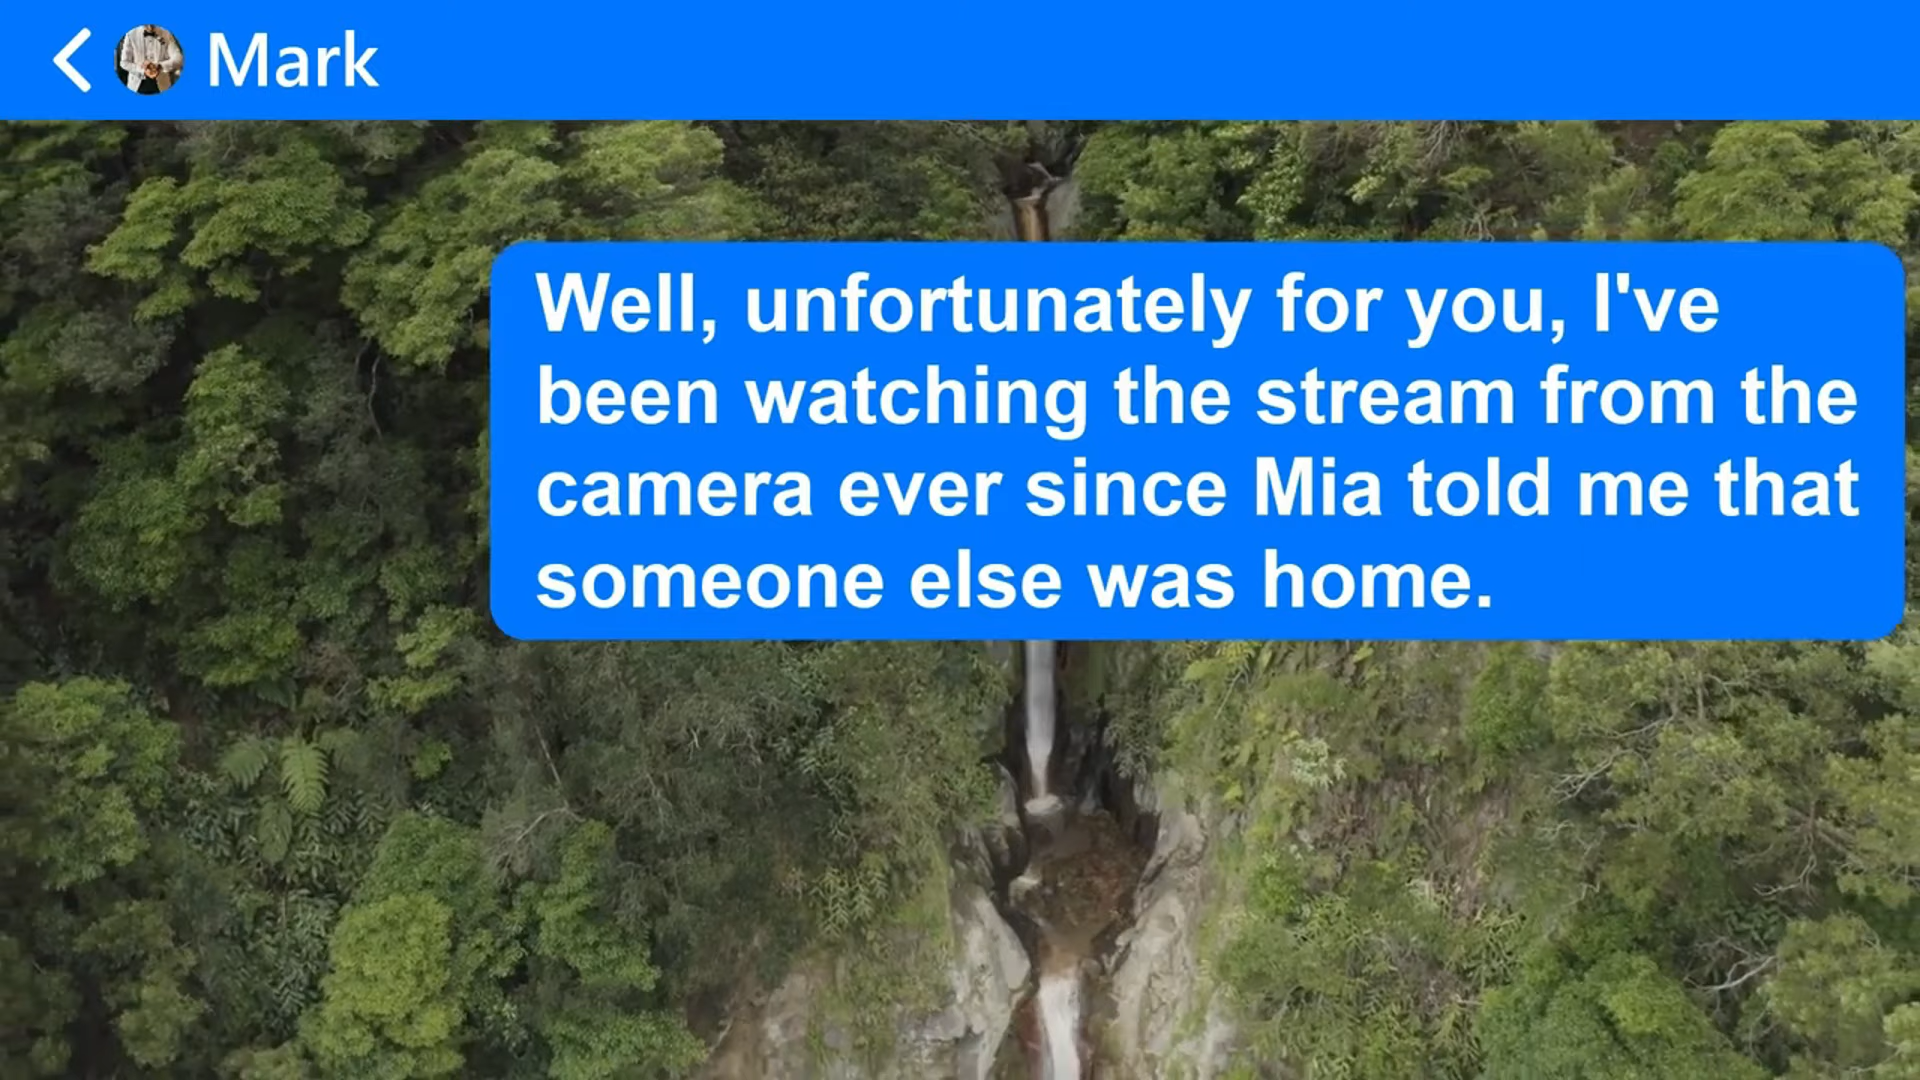 Mark
Well, unfortunately for you, I've
been watching the stream from the
camera ever since Mia told me that
someone else was home.